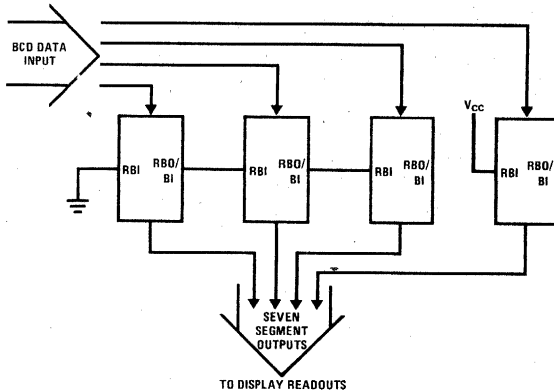 BCD DATA
INPUT
VCC
RBI
RBO/
BI
RBI
RBO/
BI
RBI
RBO/
BI
RBI
RBO/
BI
SEVEN
SEGMENT
OUTPUTS
TO DISPLAY READOUTS